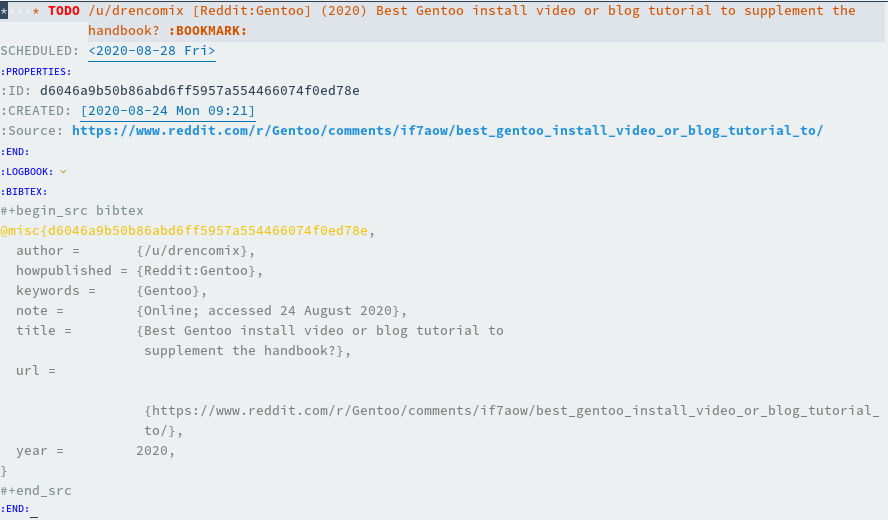 * * TODO /u/drencomix [Reddit:Gentoo] (2020) Best Gentoo install video or blog tutorial to supplement the
handbook? :BOOKMARK:
SCHEDULED: <2020-08-28 Fri>
:PROPERTIES:
:ID: d6046a9b50b86abd6ff5957a554466074f0ed78e
:CREATED: [2020-08-24 Mon 09:21]
:Source: https://www.reddit.com/r/Gentoo/comments/if7aow/best_gentoo_install_video_or_blog_tutorial_to/
:END:
:LOGBOOK:
:BIBTEX:
#+begin_src bibtex
@misc{d6046a9b50b86abd6ff5957a554466074f0ed78e,
author = {/u/drencomix},
howpublished = {Reddit:Gentoo},
keywords = {Gentoo},
note = {Online; accessed 24 August 2020},
title = {Best Gentoo install video or blog tutorial to
supplement the handbook?},
url =
{https://www.reddit.com/r/Gentoo/comments/if7aow/best_gentoo_install_video_or_blog_tutorial_
to/},
year = 2020,
}
#+end_src
:END: